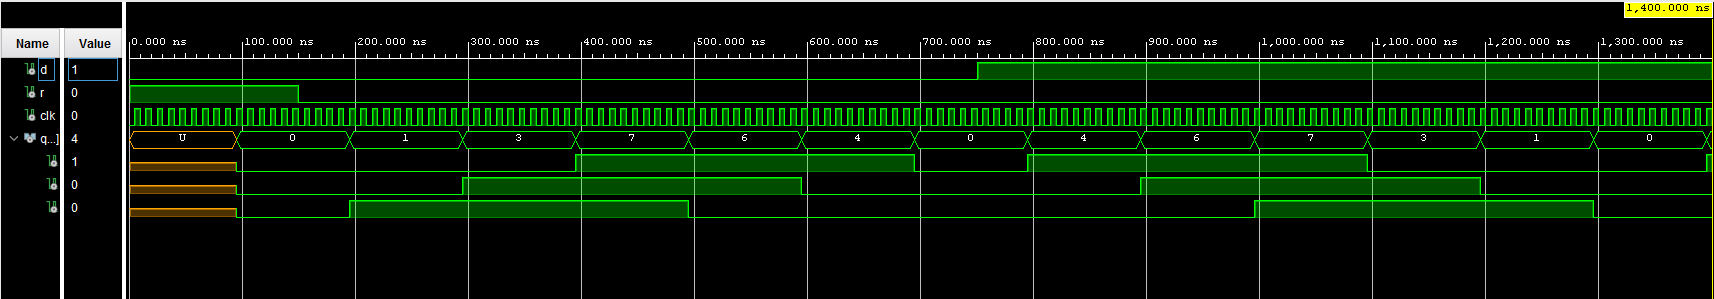 1,400.000 ns
Name Value
0.000 ns 100.000 ns 200.000 ns 300.000 ns 400.000 ns 500.000 ns 600.000 ns 700.000 ns 800.000 ns 900.000 ns 1,000.000 ns 1,100.000 ns 1,200.000 ns 1,300.000 ns
d 1
r 0
clk 0
q...] 4 U 0 1 3 7 6 4 0 4 6 7 3 1 0
1
0
0